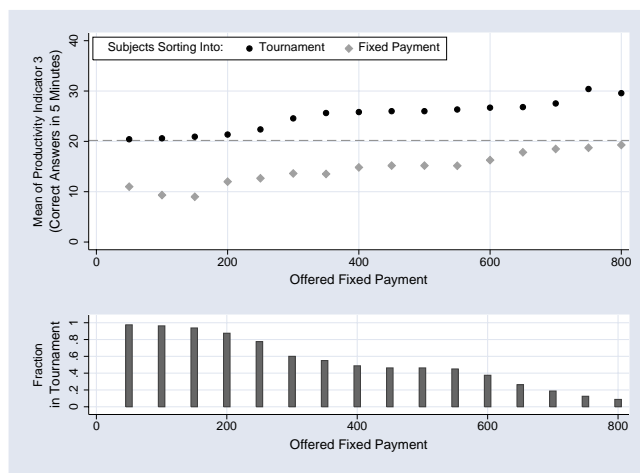 Subjects Sorting Into: Tournament Fixed Payment
Mean of Productivity Indicator 3
(Correct Answers in 5 Minutes)
40
30
20
10
0
0 200 400 600 800
Offered Fixed Payment
Fraction
in Tournament
1
.8
.6
.4
.2
0
0 200 400 600 800
Offered Fixed Payment